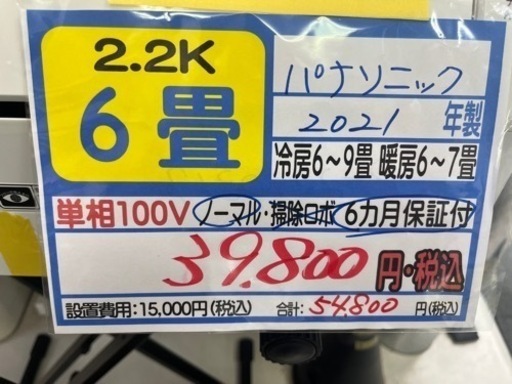 2.2K
6畳
パナソニック
2021 年製
冷房6～9畳 暖房6～7畳
単相100V ノーマル・掃除ロボ 6カ月保証付
39.800 円・税込
設置費用:15,000円(税込) 合計: 54.800 円(税込)